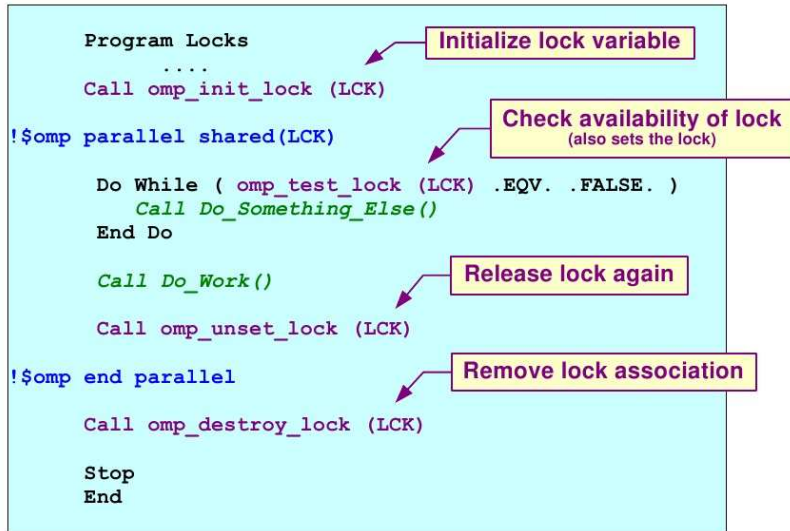 Program Locks
Initialize lock variable
....
Call omp_init_lock (LCK)
Check availability of lock
(also sets the lock)
!$omp parallel shared(LCK)
Do While ( omp_test_lock (LCK) .EQV. .FALSE. )
Call Do_Something_Else()
End Do
Release lock again
Call Do_Work()
Call omp_unset_lock (LCK)
Remove lock association
!$omp end parallel
Call omp_destroy_lock (LCK)
Stop
End